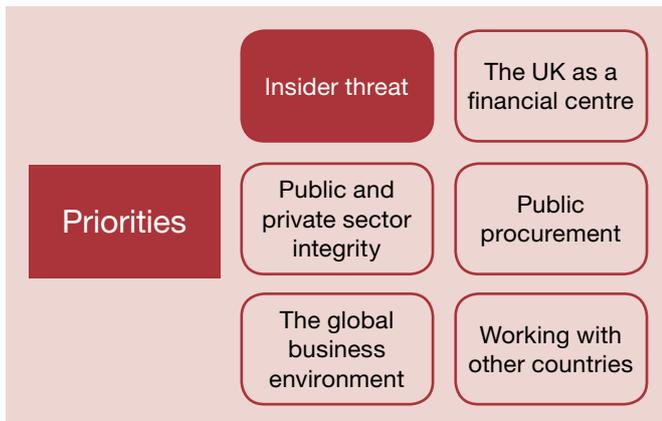 Insider threat
The UK as a
financial centre
Priorities
Public and
private sector
integrity
Public
procurement
The global
business
environment
Working with
other countries